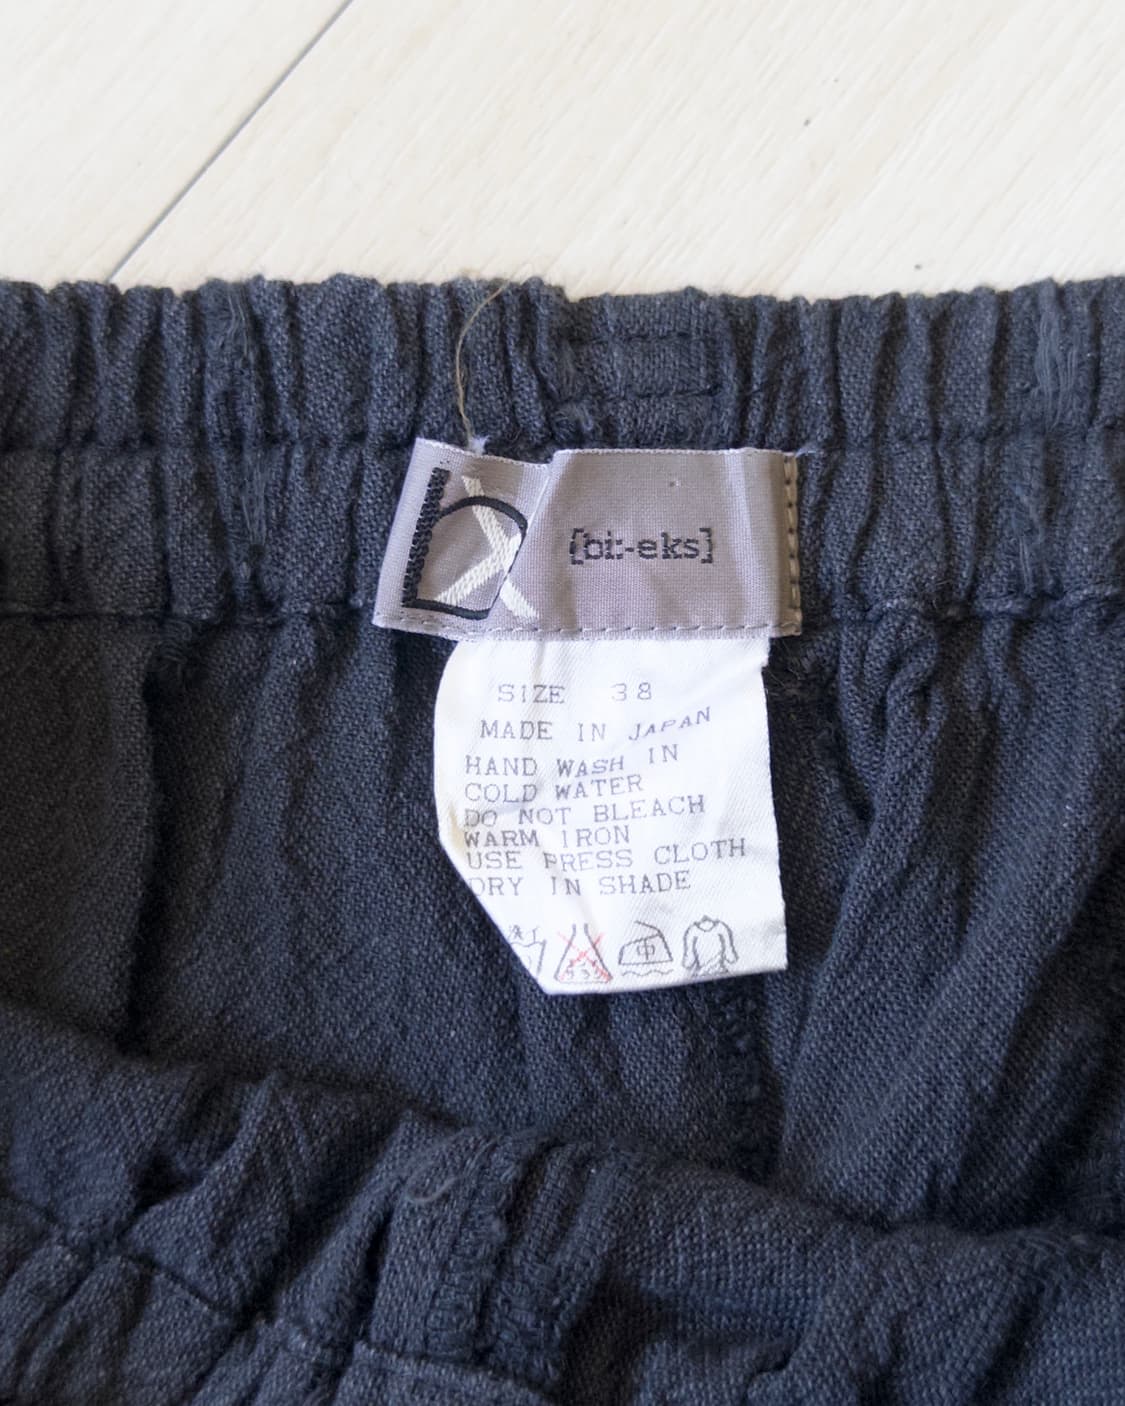 bx [bi:-eks]
SIZE 38
MADE IN JAPAN
HAND WASH IN
COLD WATER
DO NOT BLEACH
WARM IRON
USE PRESS CLOTH
DRY IN SHADE
中